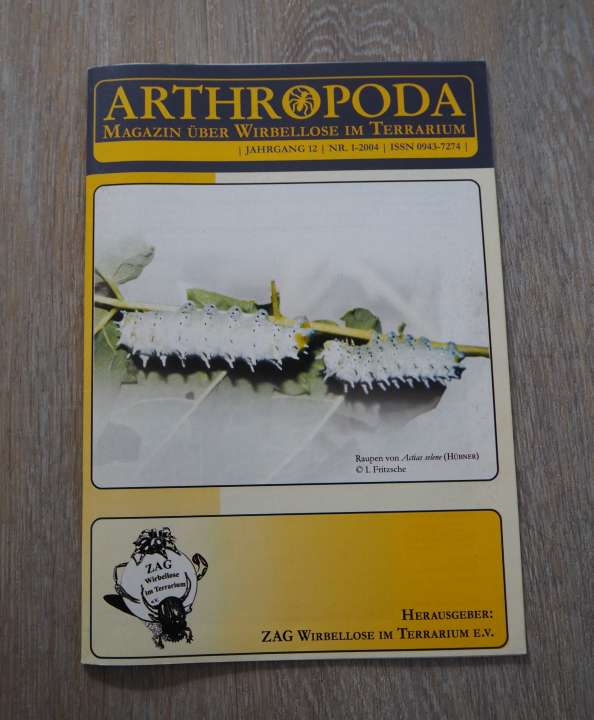 ARTHROPODA
MAGAZIN ÜBER WIRBELLOSE IM TERRARIUM
| JAHRGANG 12 | NR. 1-2004 | ISSN 0943-7274 |
Raupen von Actias selene (HÜBNER)
© I. Fritzsche
ZAG
Wirbellose
im Terrarium
e.V.
HERAUSGEBER:
ZAG WIRBELLOSE IM TERRARIUM E.V.